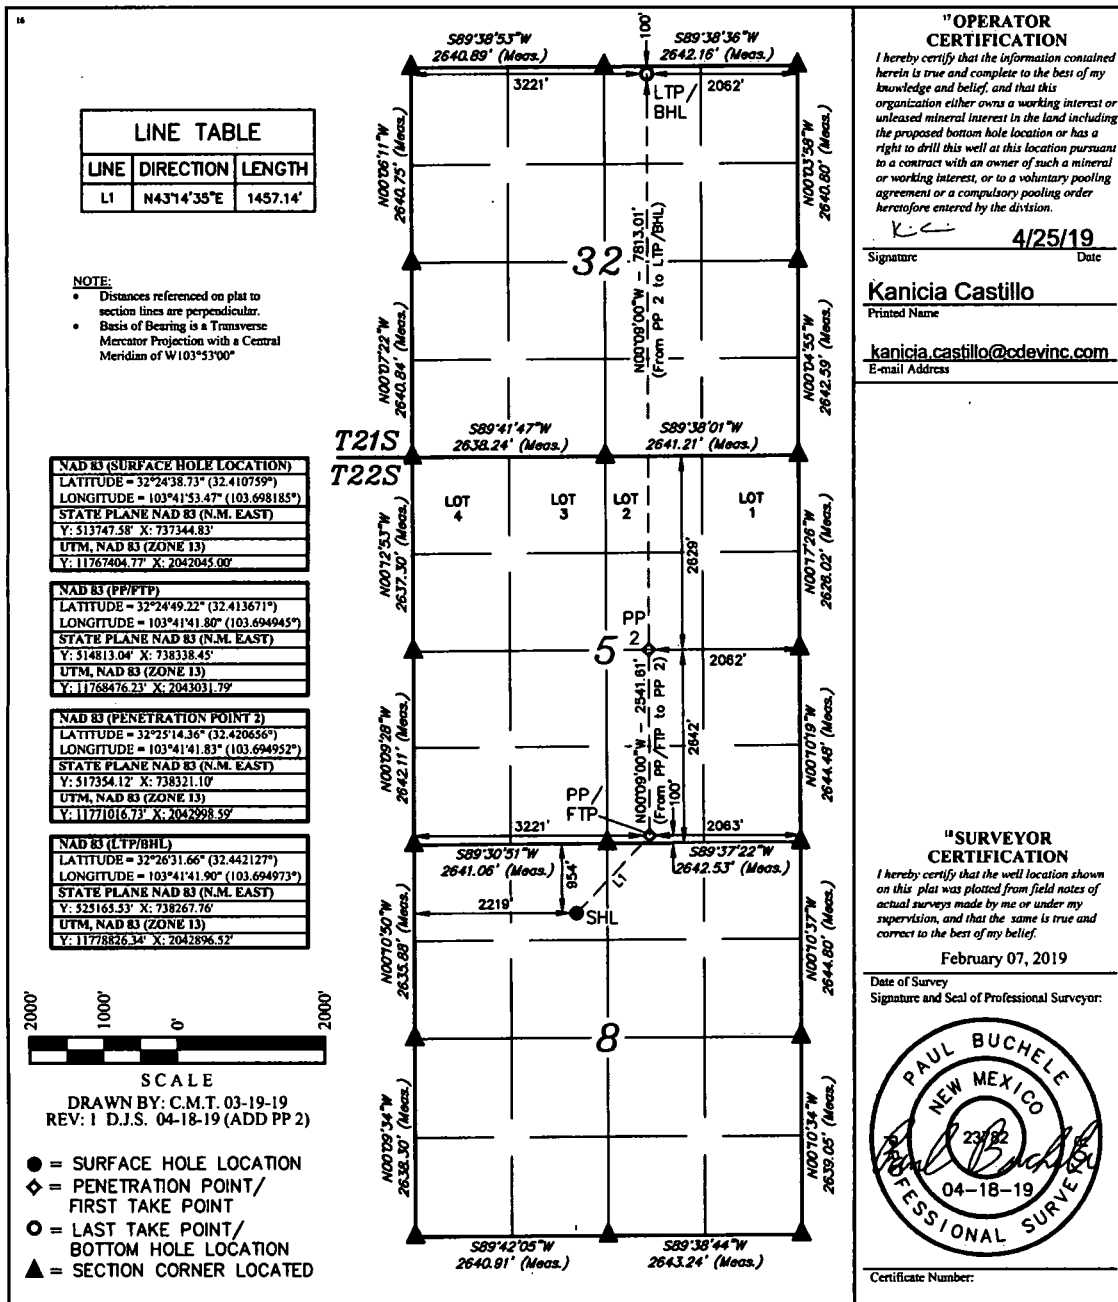 16
LINE TABLE
LINE DIRECTION LENGTH
L1 N43°14'35"E 1457.14'
NOTE:
• Distances referenced on plat to
section lines are perpendicular.
• Basis of Bearing is a Transverse
Mercator Projection with a Central
Meridian of W103°53'00"
NAD 83 (SURFACE HOLE LOCATION)
LATITUDE = 32°24'38.73" (32.410759°)
LONGITUDE = 103°41'53.47" (103.698185°)
STATE PLANE NAD 83 (N.M. EAST)
Y: 513747.58' X: 737344.83'
UTM, NAD 83 (ZONE 13)
Y: 11767404.77' X: 2042045.00'
NAD 83 (PP/FTP)
LATITUDE = 32°24'49.22" (32.413671°)
LONGITUDE = 103°41'41.80" (103.694945°)
STATE PLANE NAD 83 (N.M. EAST)
Y: 514813.04' X: 738338.45'
UTM, NAD 83 (ZONE 13)
Y: 11768476.23' X: 2043031.79'
NAD 83 (PENETRATION POINT 2)
LATITUDE = 32°25'14.36" (32.420656°)
LONGITUDE = 103°41'41.83" (103.694952°)
STATE PLANE NAD 83 (N.M. EAST)
Y: 517354.12' X: 738321.10'
UTM, NAD 83 (ZONE 13)
Y: 11771016.73' X: 2042998.59'
NAD 83 (LTP/BHL)
LATITUDE = 32°26'31.66" (32.442127°)
LONGITUDE = 103°41'41.90" (103.694973°)
STATE PLANE NAD 83 (N.M. EAST)
Y: 525165.53' X: 738267.76'
UTM, NAD 83 (ZONE 13)
Y: 11778826.34' X: 2042896.52'
2000' 1000' 0' 2000'
SCALE
DRAWN BY: C.M.T. 03-19-19
REV: 1 D.J.S. 04-18-19 (ADD PP 2)
= SURFACE HOLE LOCATION
= PENETRATION POINT/
FIRST TAKE POINT
= LAST TAKE POINT/
BOTTOM HOLE LOCATION
= SECTION CORNER LOCATED
S89°38'53"W
2640.89' (Meas.)
100'
S89°38'36"W
2642.16' (Meas.)
3221'
LTP/
BHL
2062'
N00°06'11"W
2640.75' (Meas.)
N00°03'58"W
2640.80' (Meas.)
32
N00°09'00"W - 7813.01'
(From PP 2 to LTP/BHL)
N00°07'22"W
2640.84' (Meas.)
N00°04'55"W
2642.59' (Meas.)
T21S
T22S
S89°41'47"W
2638.24' (Meas.)
S89°38'01"W
2641.21' (Meas.)
LOT
4
LOT
3
LOT
2
LOT
1
N00°12'53"W
2637.30' (Meas.)
2629'
N00°17'26"W
2626.02' (Meas.)
PP
2
5
2062'
N00°09'28"W
2642.11' (Meas.)
N00°09'00"W - 2541.61'
(From PP/FTP to PP 2)
2642'
N00°10'19"W
2644.48' (Meas.)
PP/
FTP
100'
3221'
2063'
S89°30'51"W
2641.06' (Meas.)
S89°37'22"W
2642.53' (Meas.)
954'
L1
2219'
SHL
N00°10'50"W
2635.88' (Meas.)
N00°10'37"W
2644.80' (Meas.)
8
N00°09'34"W
2638.30' (Meas.)
N00°10'34"W
2639.05' (Meas.)
S89°42'05"W
2640.91' (Meas.)
S89°38'44"W
2643.24' (Meas.)
17 OPERATOR
CERTIFICATION
I hereby certify that the information contained
herein is true and complete to the best of my
knowledge and belief, and that this
organization either owns a working interest or
unleased mineral interest in the land including
the proposed bottom hole location or has a
right to drill this well at this location pursuant
to a contract with an owner of such a mineral
or working interest, or to a voluntary pooling
agreement or a compulsory pooling order
heretofore entered by the division.
4/25/19
Signature Date
Kanicia Castillo
Printed Name
kanicia.castillo@cdevinc.com
E-mail Address
18 SURVEYOR
CERTIFICATION
I hereby certify that the well location shown
on this plat was plotted from field notes of
actual surveys made by me or under my
supervision, and that the same is true and
correct to the best of my belief.
February 07, 2019
Date of Survey
Signature and Seal of Professional Surveyor:
PAUL BUCHELE
NEW MEXICO
23782
Paul Buchele
04-18-19
PROFESSIONAL SURVEYOR
Certificate Number: